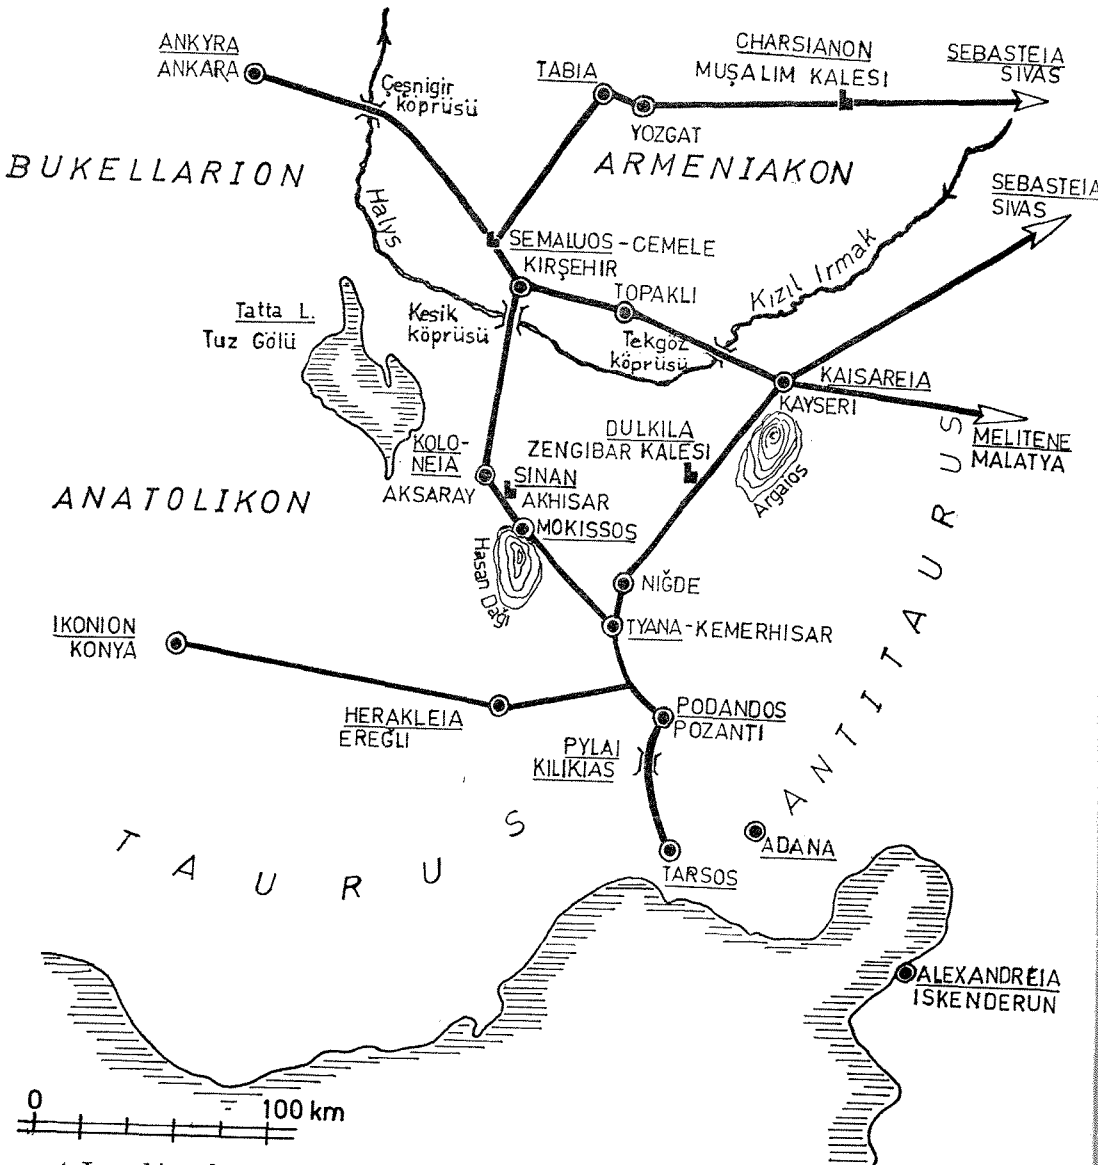 ANKYRA
ANKARA
Çeşnigir
köprüsü
TABIA
YOZGAT
CHARSIANON
MUŞALIM KALESI
SEBASTEIA
SIVAS
BUKELLARION
ARMENIAKON
SEBASTEIA
SIVAS
Halys
SEMALUOS-CEMELE
KIRŞEHIR
TOPAKLI
Kızıl Irmak
Tatta L.
Tuz Gölü
Kesik
köprüsü
Tekgöz
köprüsü
KAISAREIA
KAYSERI
MELITENE
MALATYA
KOLO-
NEIA
AKSARAY
DULKILA
ZENGIBAR KALESI
SINAN
AKHISAR
Argaios
ANATOLIKON
MOKISSOS
Hasan Dağı
NIĞDE
TYANA-KEMERHISAR
IKONION
KONYA
HERAKLEIA
EREĞLI
PODANDOS
POZANTI
PYLAI
KILIKIAS
ANTITAURUS
TAURUS
ADANA
TARSOS
ALEXANDREIA
ISKENDERUN
0 100 km